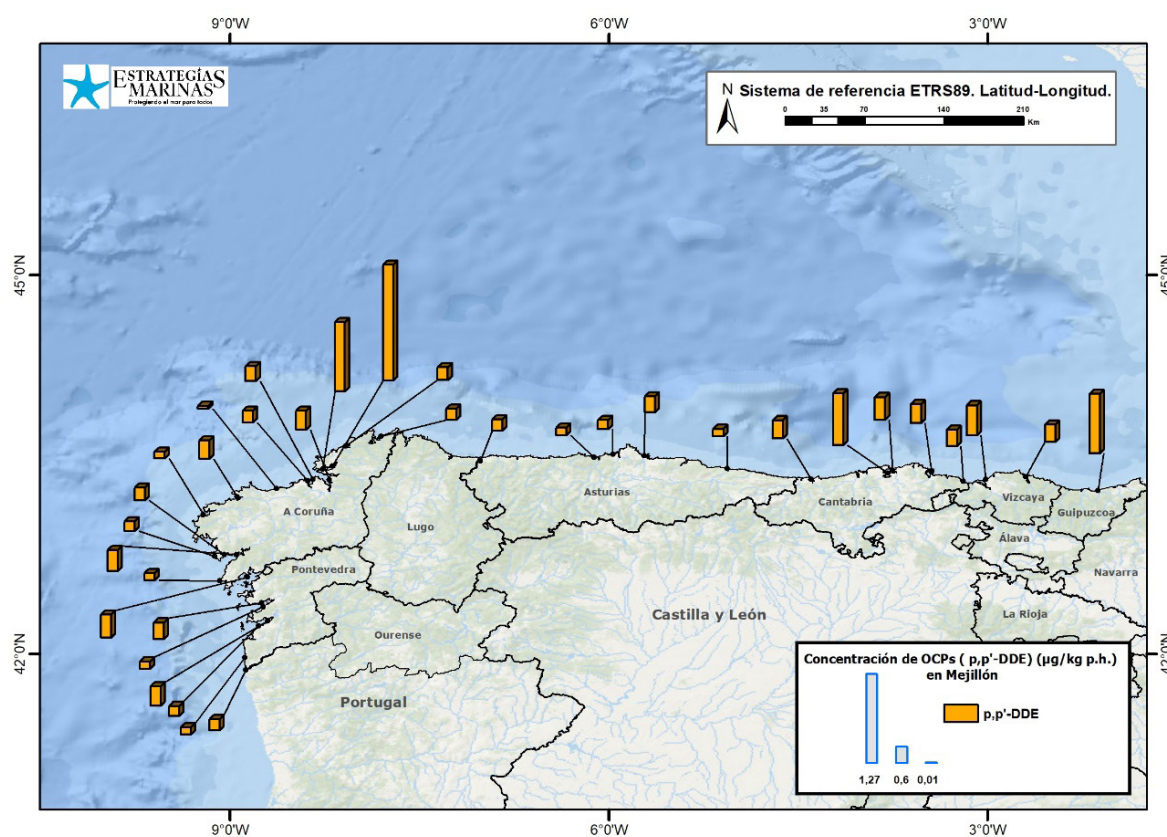 9°0'W 6°0'W 3°0'W
ESTRATEGIAS
MARINAS
Protegiendo el mar para todos
N Sistema de referencia ETRS89. Latitud-Longitud.
0 35 70 140 210
Km
45°0'N 45°0'N
A Coruña
Lugo
Asturias
Cantabria
Vizcaya
Guipuzcoa
Álava
Navarra
Pontevedra
Castilla y León
La Rioja
Ourense
42°0'N 42°0'N
Portugal
Concentración de OCPs ( p,p'-DDE) (µg/kg p.h.)
en Mejillón
p,p'-DDE
1,27 0,6 0,01
9°0'W 6°0'W 3°0'W